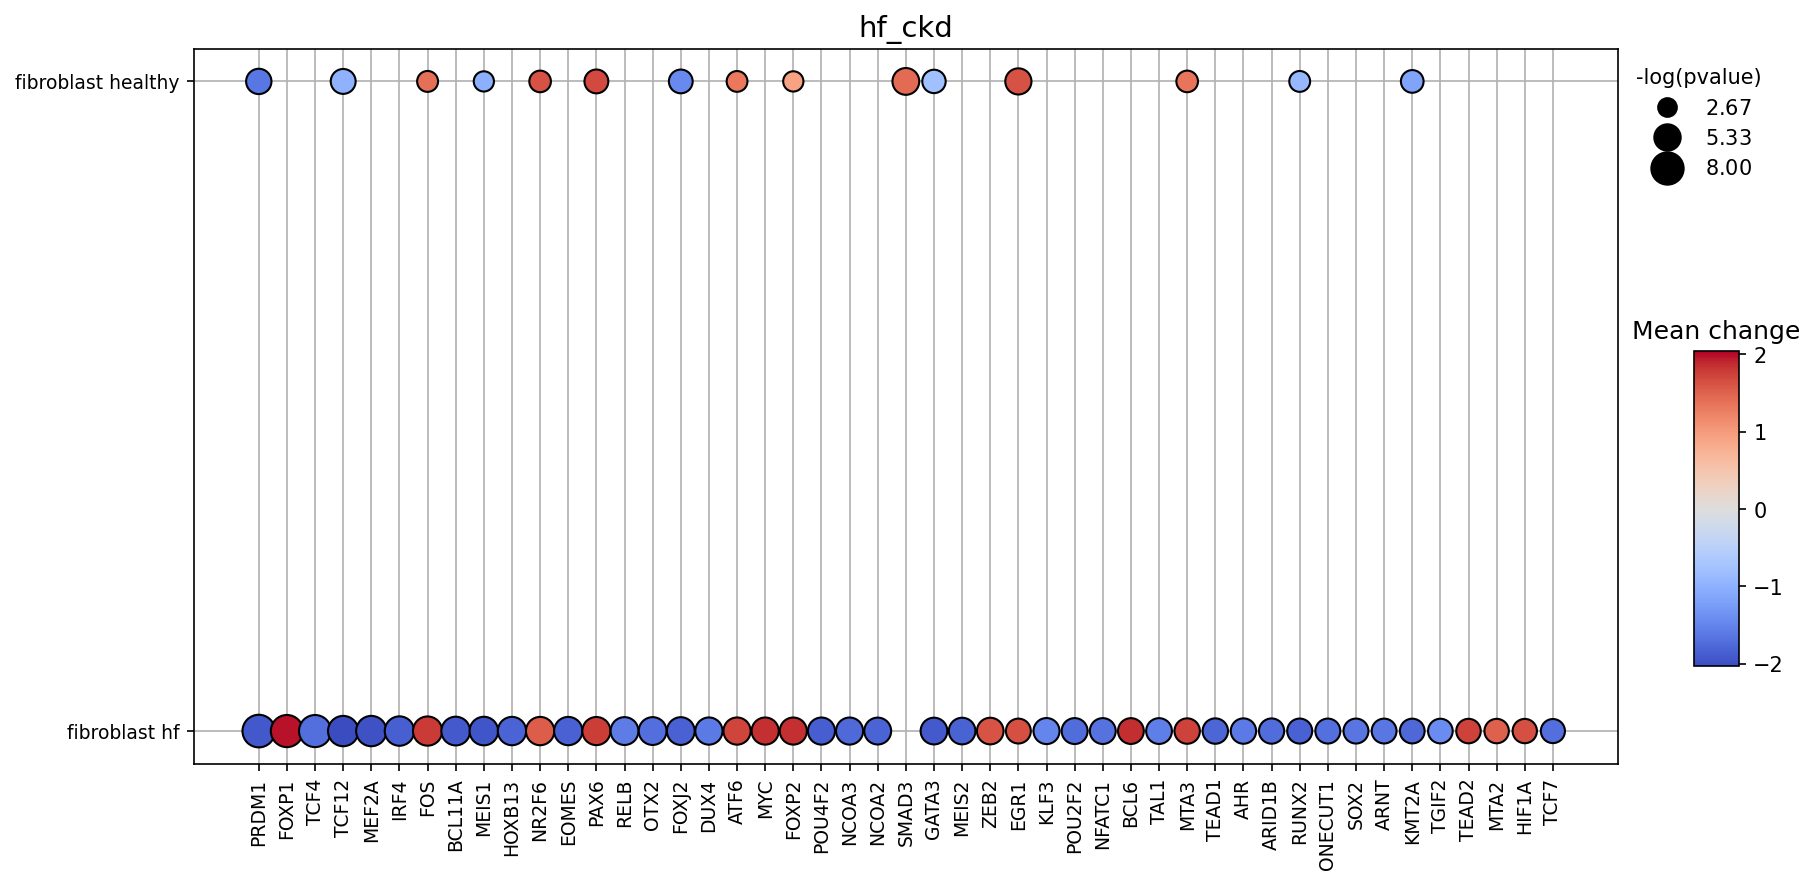 hf_ckd
fibroblast healthy
fibroblast hf
-log(pvalue)
2.67
5.33
8.00
Mean change
2
1
0
−1
−2
PRDM1
FOXP1
TCF4
TCF12
MEF2A
IRF4
FOS
BCL11A
MEIS1
HOXB13
NR2F6
EOMES
PAX6
RELB
OTX2
FOXJ2
DUX4
ATF6
MYC
FOXP2
POU4F2
NCOA3
NCOA2
SMAD3
GATA3
MEIS2
ZEB2
EGR1
KLF3
POU2F2
NFATC1
BCL6
TAL1
MTA3
TEAD1
AHR
ARID1B
RUNX2
ONECUT1
SOX2
ARNT
KMT2A
TGIF2
TEAD2
MTA2
HIF1A
TCF7